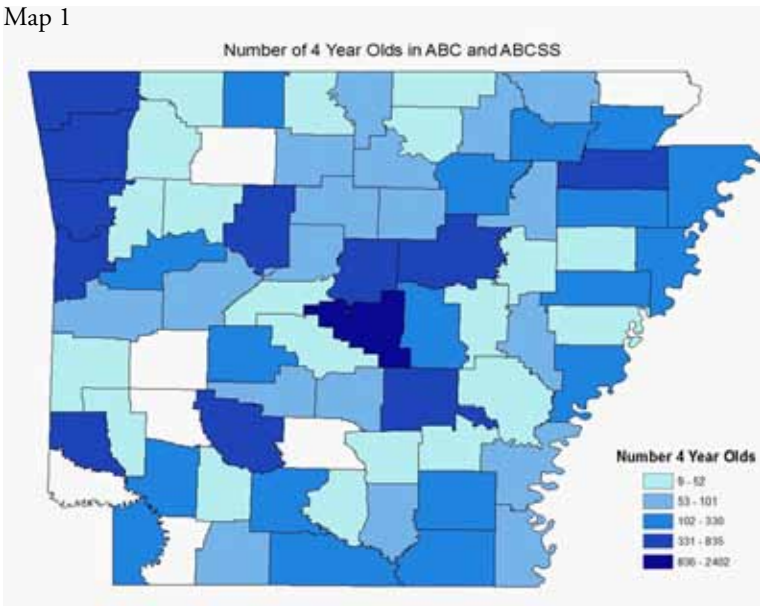 Map 1
Number of 4 Year Olds in ABC and ABCSS
Number 4 Year Olds
53 - 101
102 - 330
331 - 835
836 - 2402